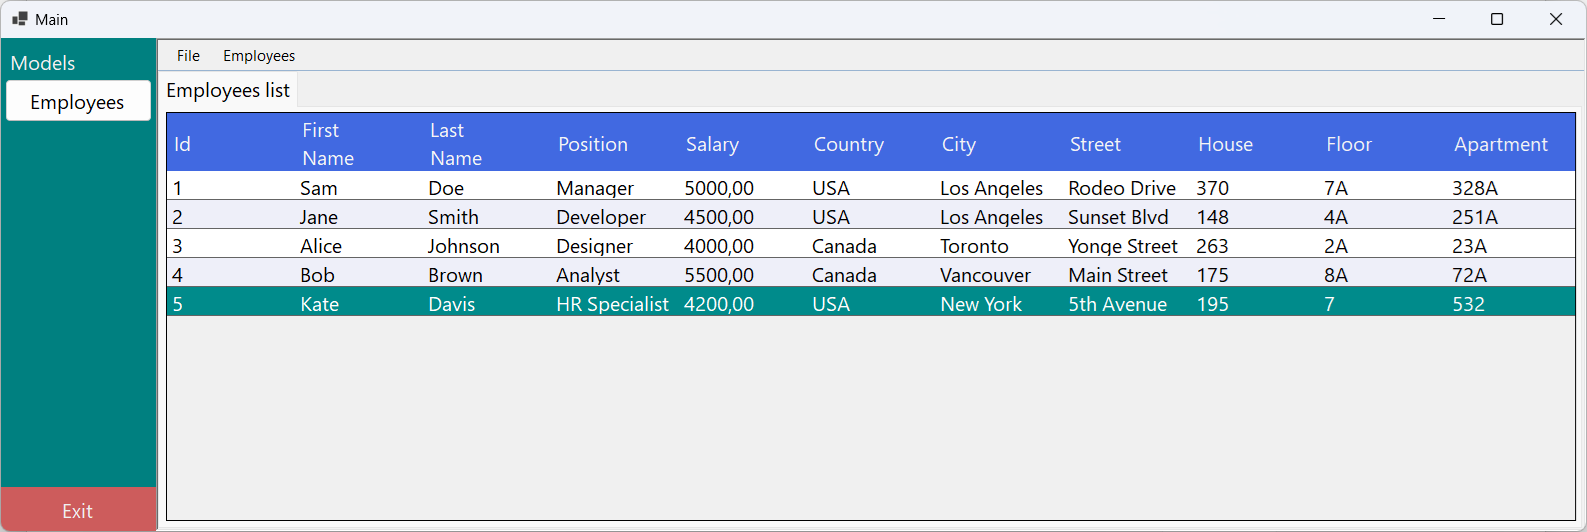 Main
Models
Employees
Exit
File Employees
Employees list
Id First Name Last Name Position Salary Country City Street House Floor Apartment
1 Sam Doe Manager 5000,00 USA Los Angeles Rodeo Drive 370 7A 328A
2 Jane Smith Developer 4500,00 USA Los Angeles Sunset Blvd 148 4A 251A
3 Alice Johnson Designer 4000,00 Canada Toronto Yonge Street 263 2A 23A
4 Bob Brown Analyst 5500,00 Canada Vancouver Main Street 175 8A 72A
5 Kate Davis HR Specialist 4200,00 USA New York 5th Avenue 195 7 532